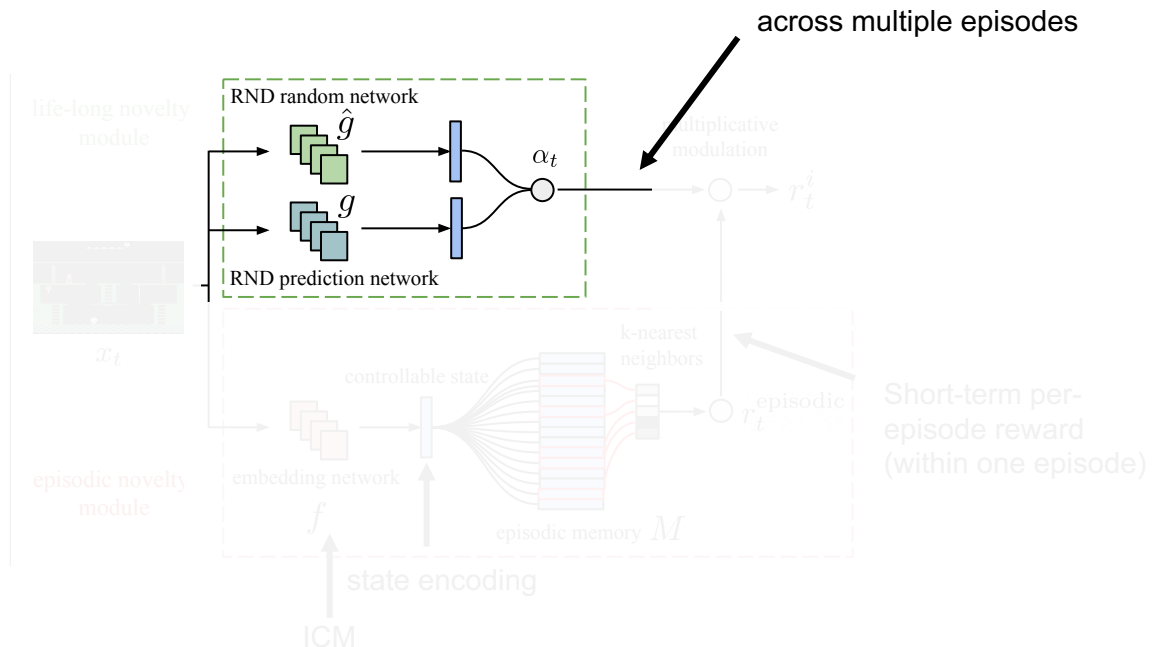 across multiple episodes
RND random network
life-long novelty
module
ĝ
multiplicative
modulation
α_t
r_t^i
g
RND prediction network
x_t
k-nearest
neighbors
controllable state
Short-term per-
episode reward
(within one episode)
r_t^episodic
episodic novelty
module
embedding network
f
episodic memory M
state encoding
ICM